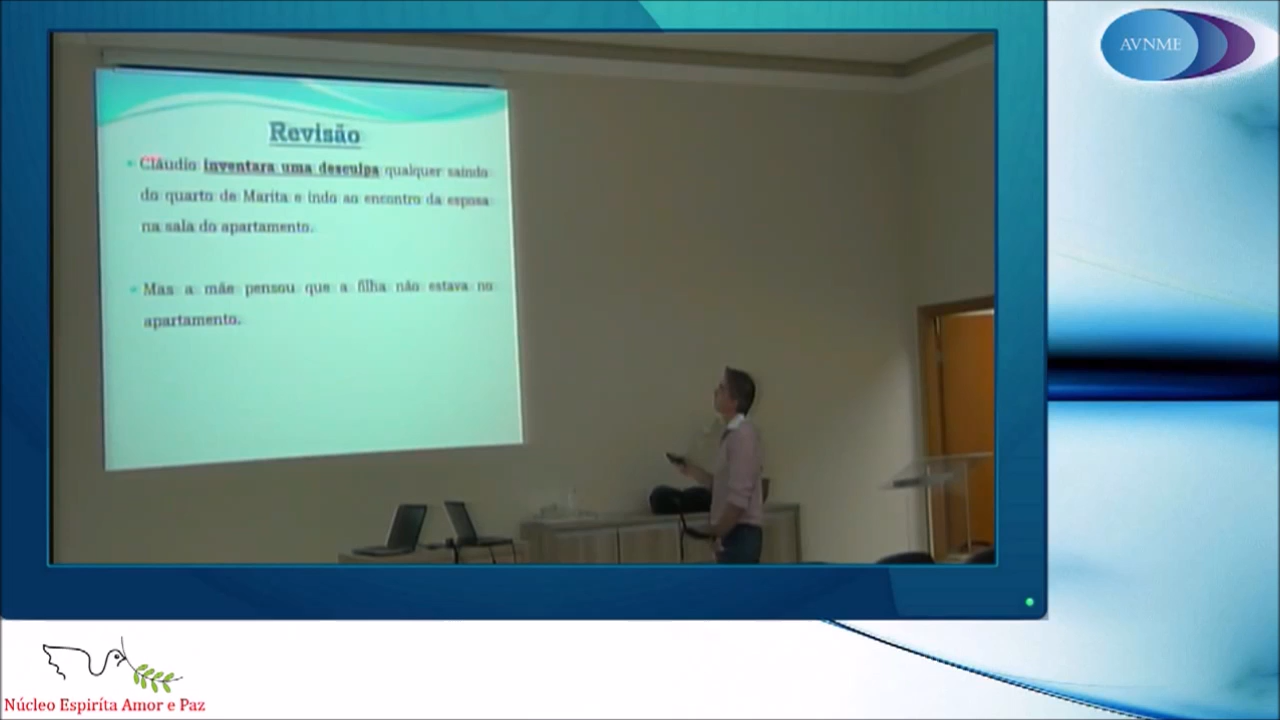 AVNME
Revisão
Cláudio inventara uma desculpa qualquer saindo
do quarto de Marita e indo ao encontro da esposa
na sala do apartamento.
Mas a mãe pensou que a filha não estava no
apartamento.
Núcleo Espiríta Amor e Paz